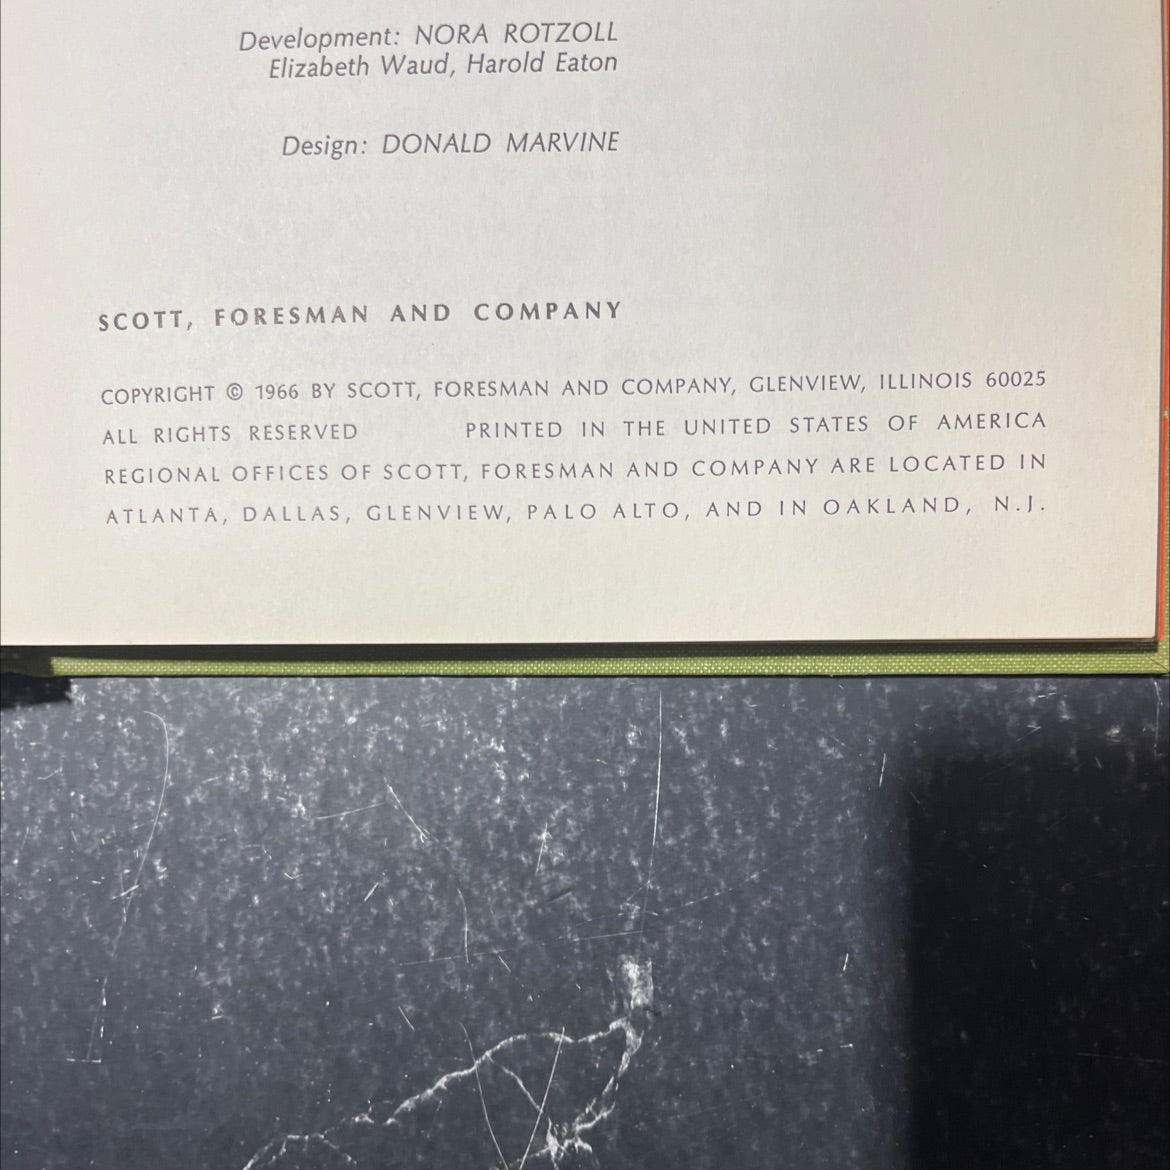 Development: NORA ROTZOLL
Elizabeth Waud, Harold Eaton
Design: DONALD MARVINE
SCOTT, FORESMAN AND COMPANY
COPYRIGHT © 1966 BY SCOTT, FORESMAN AND COMPANY, GLENVIEW, ILLINOIS 60025
ALL RIGHTS RESERVED PRINTED IN THE UNITED STATES OF AMERICA
REGIONAL OFFICES OF SCOTT, FORESMAN AND COMPANY ARE LOCATED IN
ATLANTA, DALLAS, GLENVIEW, PALO ALTO, AND IN OAKLAND, N.J.